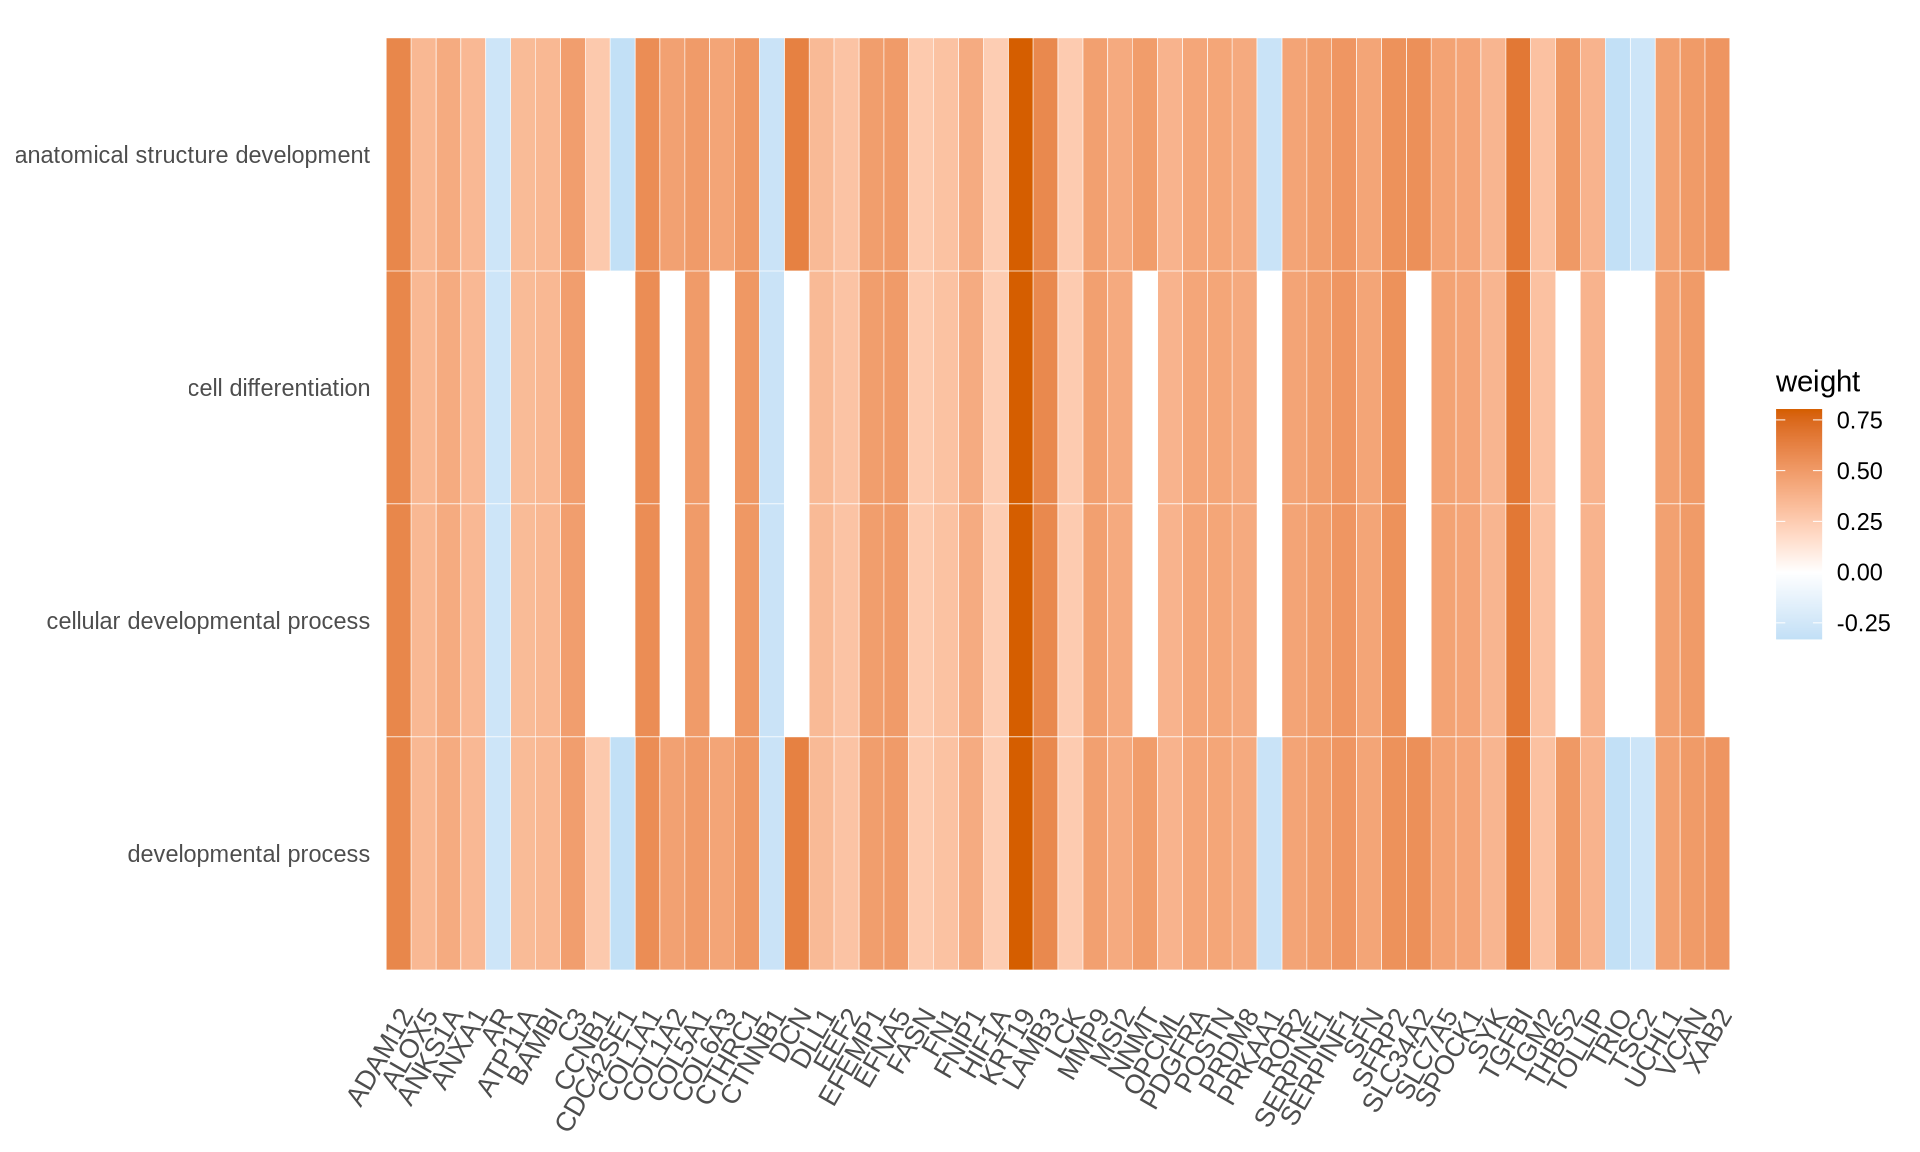 anatomical structure development
cell differentiation
cellular developmental process
developmental process
weight
0.75
0.50
0.25
0.00
-0.25
ADAM12
ALOX5
ANKS1A
ANXA1
AR
ATP11A
BAMBI
C3
CCNB1
CDC42SE1
COL1A1
COL1A2
COL5A1
COL6A3
CTHRC1
CTNNB1
DCN
DLL1
EEF2
EFEMP1
EFNA5
FASN
FN1
FNIP1
HIF1A
KRT19
LAMB3
LCK
MMP9
MSI2
NNMT
OPCML
PDGFRA
POSTN
PRDM8
PRKAA1
ROR2
SERPINE1
SERPINF1
SFN
SFRP2
SLC34A2
SLC7A5
SPOCK1
SYK
TGFBI
TGM2
THBS2
TOLLIP
TRIO
TSC2
UCHL1
VCAN
XAB2